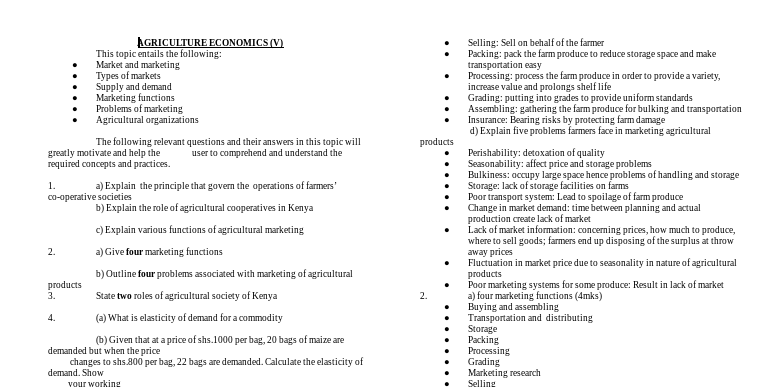 AGRICULTURE ECONOMICS (V)
This topic entails the following:
● Market and marketing
● Types of markets
● Supply and demand
● Marketing functions
● Problems of marketing
● Agricultural organizations
The following relevant questions and their answers in this topic will
greatly motivate and help the user to comprehend and understand the
required concepts and practices.
1. a) Explain the principle that govern the operations of farmers'
co-operative societies
b) Explain the role of agricultural cooperatives in Kenya
c) Explain various functions of agricultural marketing
2. a) Give four marketing functions
b) Outline four problems associated with marketing of agricultural
products
3. State two roles of agricultural society of Kenya
4. (a) What is elasticity of demand for a commodity
(b) Given that at a price of shs.1000 per bag, 20 bags of maize are
demanded but when the price
changes to shs.800 per bag, 22 bags are demanded. Calculate the elasticity of
demand. Show
your working
● Selling: Sell on behalf of the farmer
● Packing: pack the farm produce to reduce storage space and make
transportation easy
● Processing: process the farm produce in order to provide a variety,
increase value and prolongs shelf life
● Grading: putting into grades to provide uniform standards
● Assembling: gathering the farm produce for bulking and transportation
● Insurance: Bearing risks by protecting farm damage
d) Explain five problems farmers face in marketing agricultural
products
● Perishability: detoxation of quality
● Seasonability: affect price and storage problems
● Bulkiness: occupy large space hence problems of handling and storage
● Storage: lack of storage facilities on farms
● Poor transport system: Lead to spoilage of farm produce
● Change in market demand: time between planning and actual
production create lack of market
● Lack of market information: concerning prices, how much to produce,
where to sell goods; farmers end up disposing of the surplus at throw
away prices
● Fluctuation in market price due to seasonality in nature of agricultural
products
● Poor marketing systems for some produce: Result in lack of market
2. a) four marketing functions (4mks)
● Buying and assembling
● Transportation and distributing
● Storage
● Packing
● Processing
● Grading
● Marketing research
● Selling